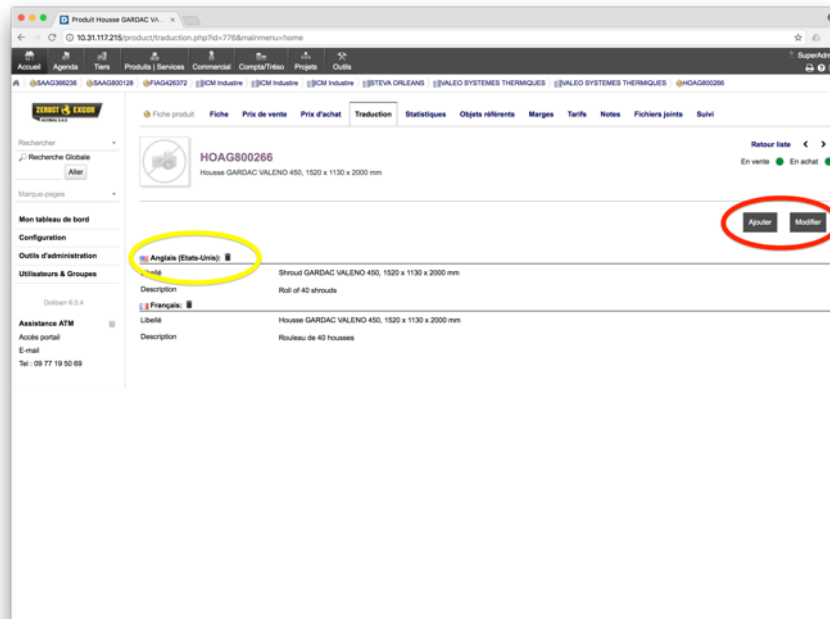 Produit Housse GARDAC VA...
10.31.117.215/product/traduction.php?id=776&mainmenu=home
Accueil Agenda Tiers Produits | Services Commercial Compta/Tréso Projets Outils
SuperAdm
SAAG366236 SAAG800128 FIAG426372 ICM Industrie ICM Industrie ICM Industrie STEVA ORLEANS VALEO SYSTEMES THERMIQUES VALEO SYSTEMES THERMIQUES HOAG800266
ZERUST EXCOR
Fiche produit Fiche Prix de vente Prix d'achat Traduction Statistiques Objets référents Marges Tarifs Notes Fichiers joints Suivi
Rechercher
Recherche Globale
Aller
Marque-pages
Mon tableau de bord
Configuration
Outils d'administration
Utilisateurs & Groupes
Dolibarr 6.0.4
Assistance ATM
Accès portail
E-mail
Tel : 09 77 19 50 69
HOAG800266
Housse GARDAC VALENO 450, 1520 x 1130 x 2000 mm
Retour liste < >
En vente En achat
Ajouter Modifier
Anglais (Etats-Unis):
Libellé Shroud GARDAC VALENO 450, 1520 x 1130 x 2000 mm
Description Roll of 40 shrouds
Français:
Libellé Housse GARDAC VALENO 450, 1520 x 1130 x 2000 mm
Description Rouleau de 40 housses